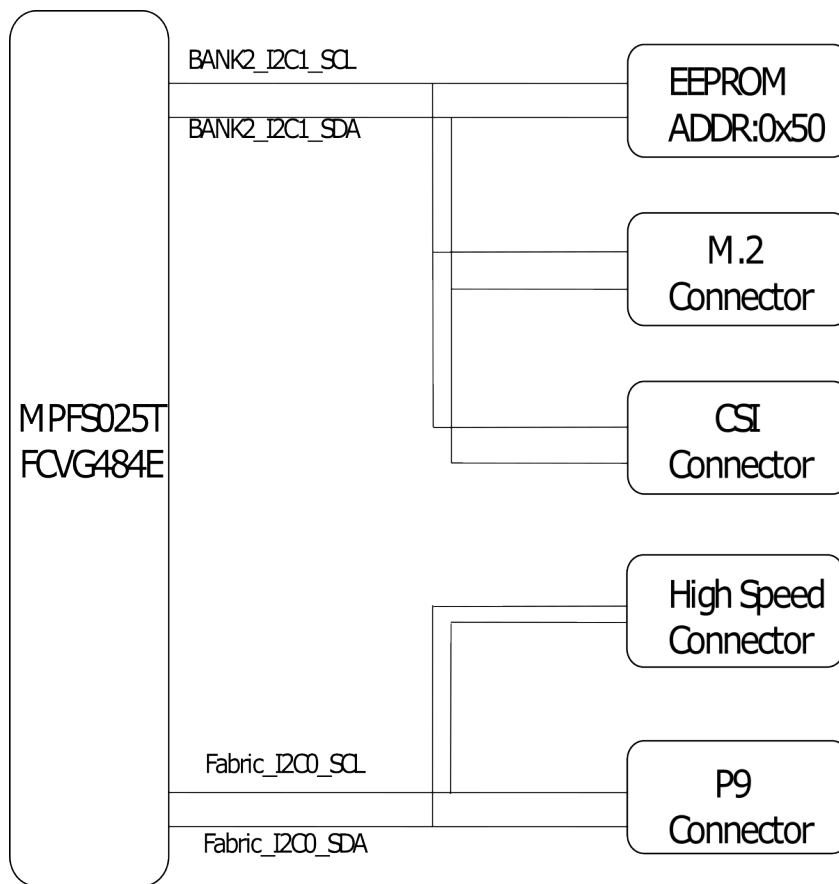 BANK2_I2C1_SCL
BANK2_I2C1_SDA
EEPROM
ADDR:0x50
M.2
Connector
CSI
Connector
MPFS025T
FCVG484E
High Speed
Connector
Fabric_I2C0_SCL
Fabric_I2C0_SDA
P9
Connector